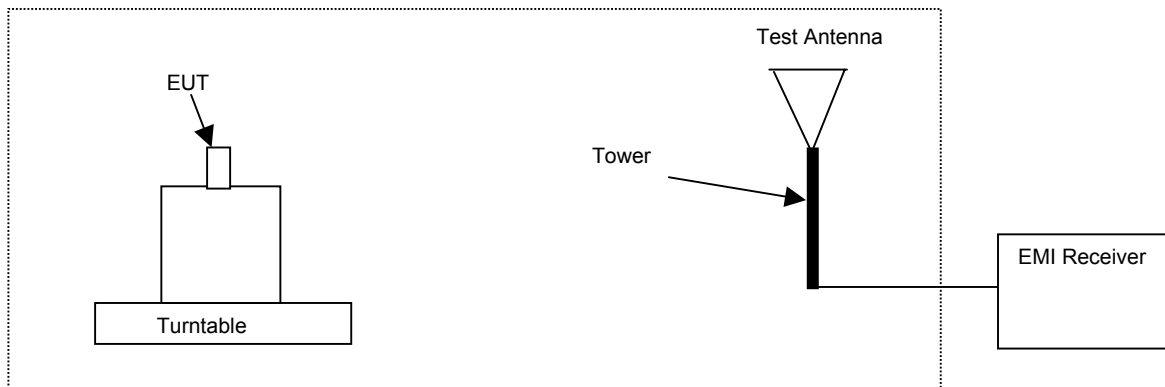 Test Antenna
EUT
Tower
EMI Receiver
Turntable